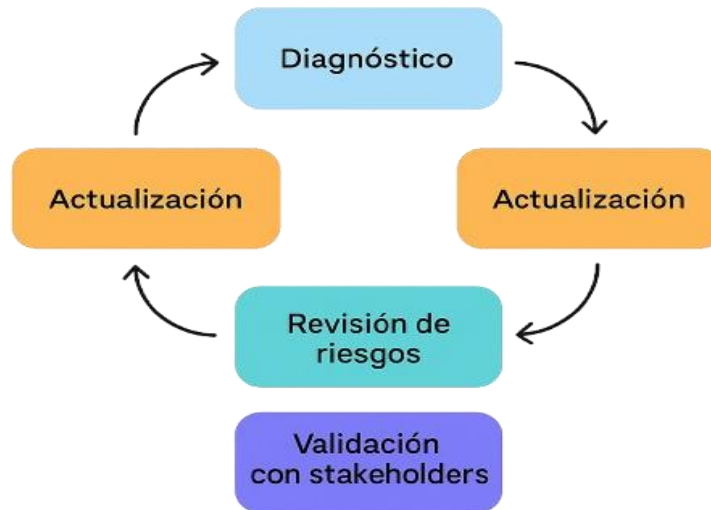 Diagnóstico
Actualización
Actualización
Revisión de
riesgos
Validación
con stakeholders